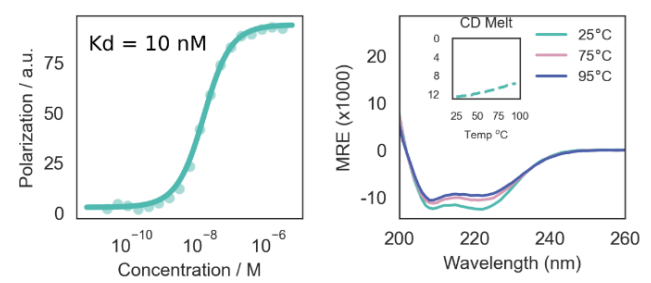 Kd = 10 nM
Polarization / a.u.
75
50
25
0
10⁻¹⁰ 10⁻⁸ 10⁻⁶
Concentration / M
CD Melt
0
4
8
12
25 50 75 100
Temp °C
25°C
75°C
95°C
MRE (x1000)
20
10
0
-10
200 220 240 260
Wavelength (nm)